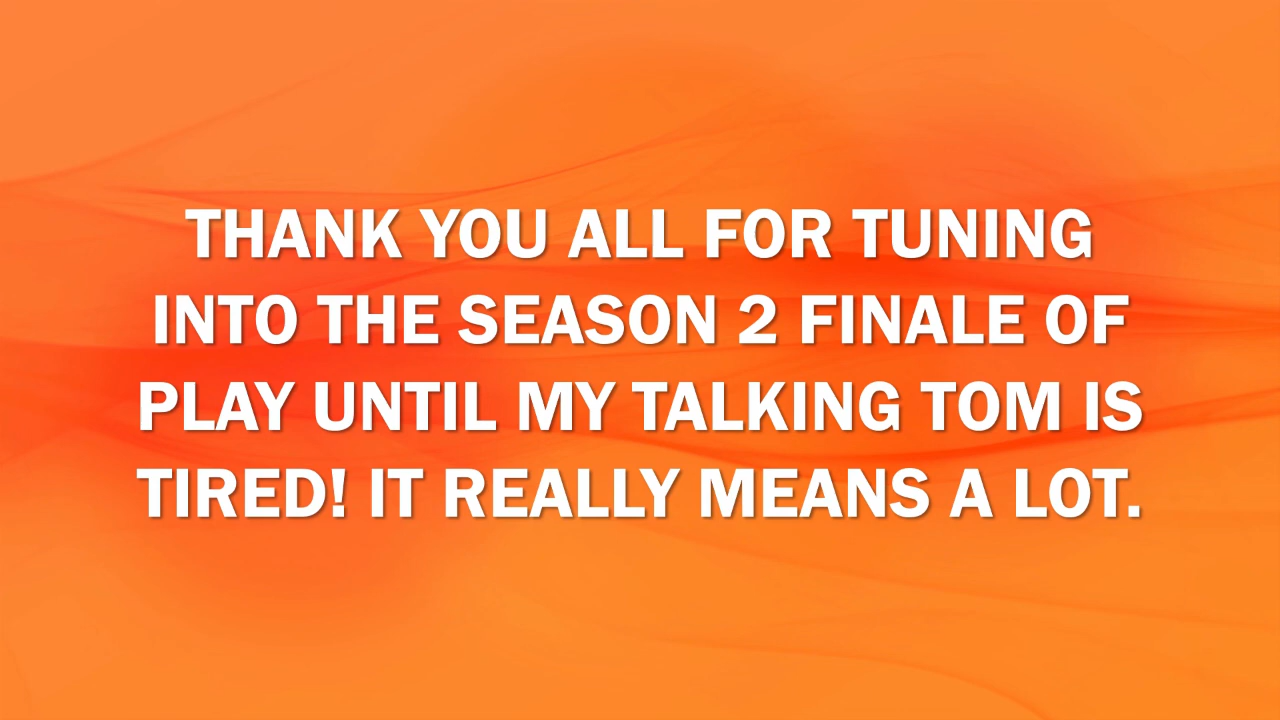 THANK YOU ALL FOR TUNING
INTO THE SEASON 2 FINALE OF
PLAY UNTIL MY TALKING TOM IS
TIRED! IT REALLY MEANS A LOT.